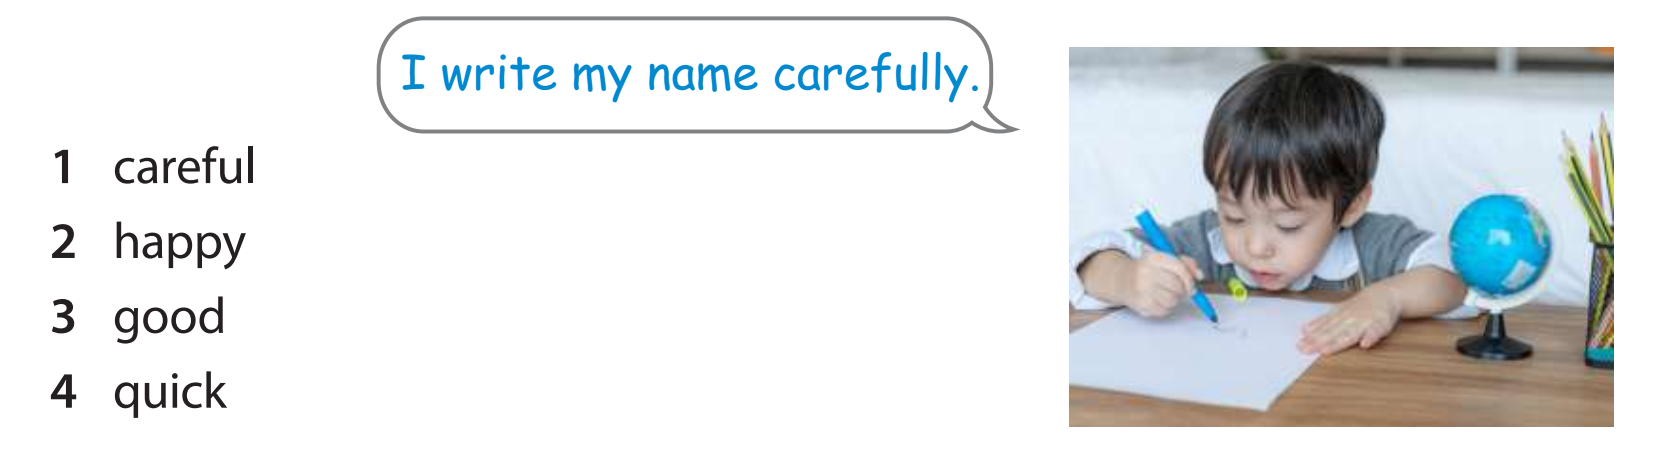 I write my name carefully.
1 careful
2 happy
3 good
4 quick